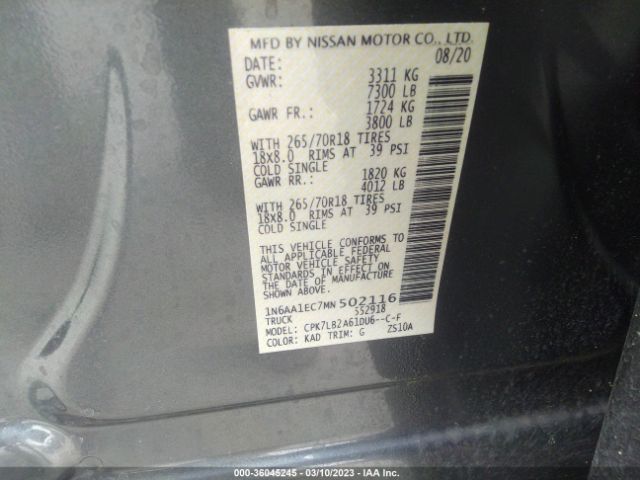 MFD BY NISSAN MOTOR CO., LTD.
DATE: 08/20
GVWR: 3311 KG
7300 LB
GAWR FR.: 1724 KG
3800 LB
WITH 265/70R18 TIRES
18x8.0 RIMS AT 39 PSI
COLD SINGLE
GAWR RR.: 1820 KG
4012 LB
WITH 265/70R18 TIRES
18x8.0 RIMS AT 39 PSI
COLD SINGLE
THIS VEHICLE CONFORMS TO
ALL APPLICABLE FEDERAL
MOTOR VEHICLE SAFETY
STANDARDS IN EFFECT ON
THE DATE OF MANUFACTURE
SHOWN ABOVE.
1N6AA1EC7MN502116
TRUCK 552918
MODEL: CPK7LB2A61DU6--C-F
COLOR: KAD TRIM: G ZS10A
000-36045245 - 03/10/2023 - IAA Inc.